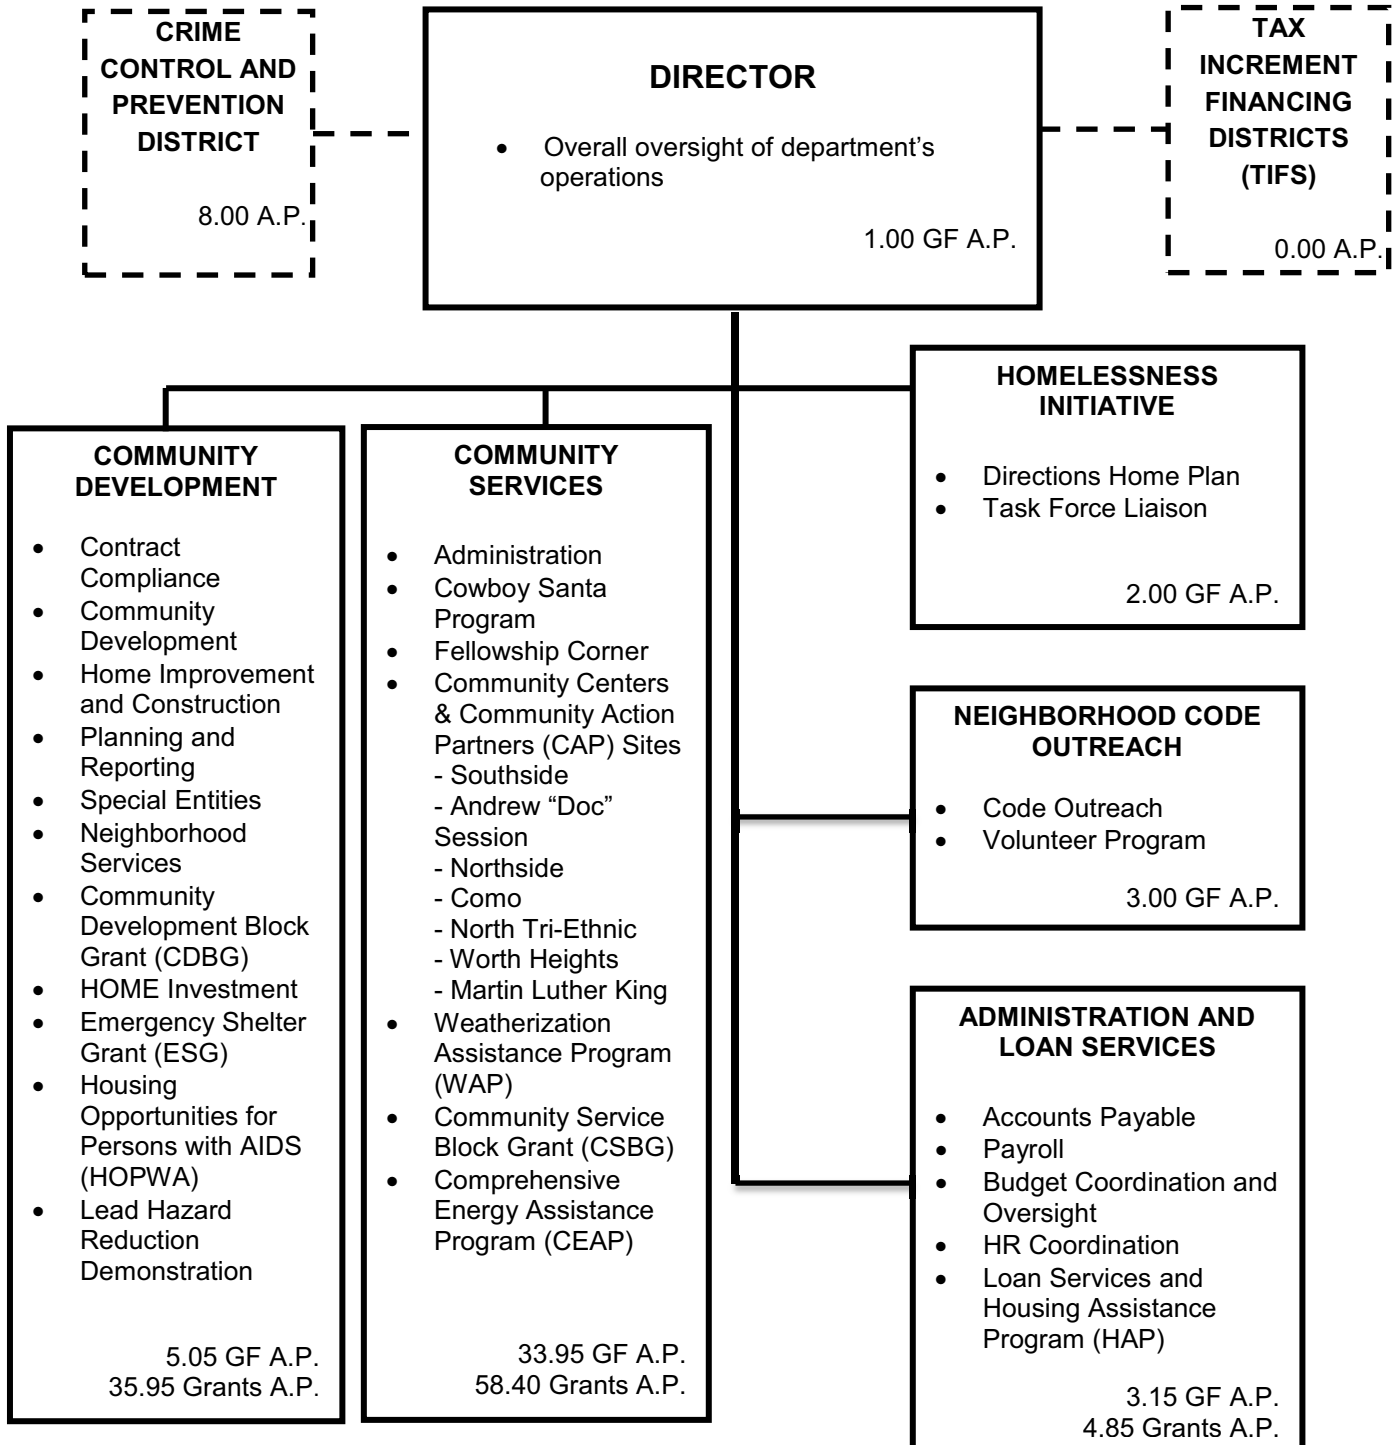 CRIME
CONTROL AND
PREVENTION
DISTRICT
8.00 A.P.
DIRECTOR
• Overall oversight of department’s
operations
1.00 GF A.P.
TAX
INCREMENT
FINANCING
DISTRICTS
(TIFS)
0.00 A.P.
COMMUNITY
DEVELOPMENT
• Contract
Compliance
• Community
Development
• Home Improvement
and Construction
• Planning and
Reporting
• Special Entities
• Neighborhood
Services
• Community
Development Block
Grant (CDBG)
• HOME Investment
• Emergency Shelter
Grant (ESG)
• Housing
Opportunities for
Persons with AIDS
(HOPWA)
• Lead Hazard
Reduction
Demonstration
5.05 GF A.P.
35.95 Grants A.P.
COMMUNITY
SERVICES
• Administration
• Cowboy Santa
Program
• Fellowship Corner
• Community Centers
& Community Action
Partners (CAP) Sites
- Southside
- Andrew “Doc”
Session
- Northside
- Como
- North Tri-Ethnic
- Worth Heights
- Martin Luther King
• Weatherization
Assistance Program
(WAP)
• Community Service
Block Grant (CSBG)
• Comprehensive
Energy Assistance
Program (CEAP)
33.95 GF A.P.
58.40 Grants A.P.
HOMELESSNESS
INITIATIVE
• Directions Home Plan
• Task Force Liaison
2.00 GF A.P.
NEIGHBORHOOD CODE
OUTREACH
• Code Outreach
• Volunteer Program
3.00 GF A.P.
ADMINISTRATION AND
LOAN SERVICES
• Accounts Payable
• Payroll
• Budget Coordination and
Oversight
• HR Coordination
• Loan Services and
Housing Assistance
Program (HAP)
3.15 GF A.P.
4.85 Grants A.P.